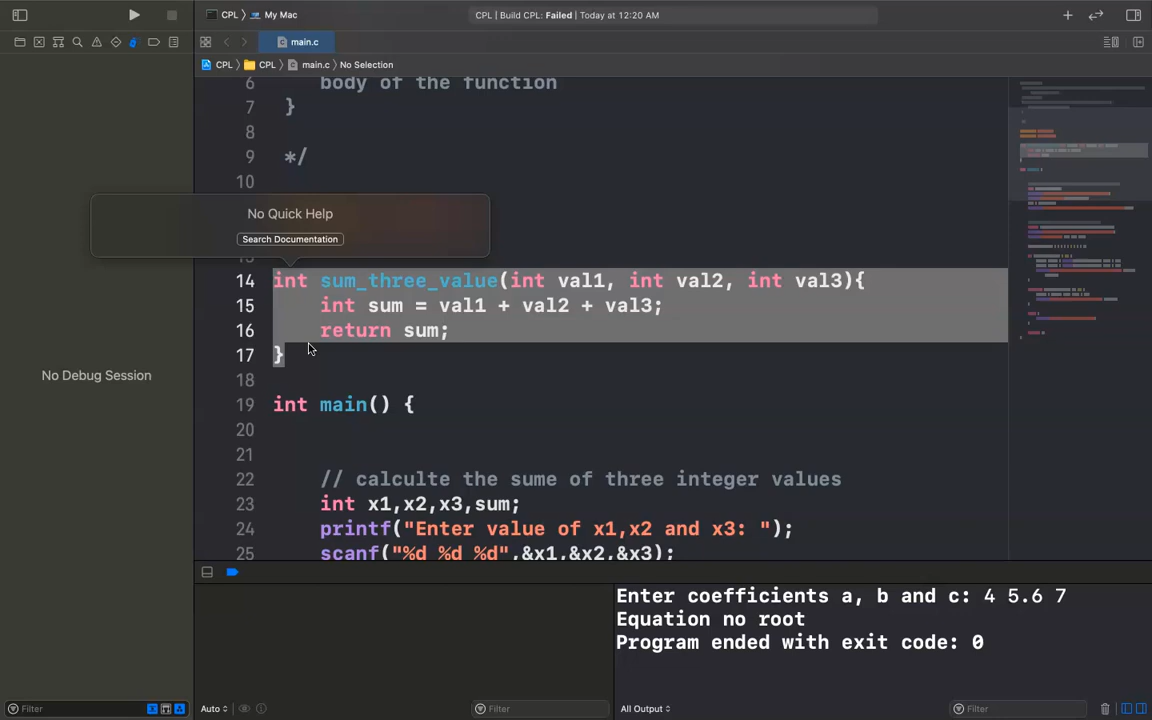 CPL 〉 My Mac
CPL | Build CPL: Failed | Today at 12:20 AM
main.c
CPL 〉 CPL 〉 main.c 〉 No Selection
6 body of the function
7 }
8
9 */
10
No Quick Help
Search Documentation
14 int sum_three_value(int val1, int val2, int val3){
15 int sum = val1 + val2 + val3;
16 return sum;
17 }
18
19 int main() {
20
21
22 // calculte the sume of three integer values
23 int x1,x2,x3,sum;
24 printf("Enter value of x1,x2 and x3: ");
25 scanf("%d %d %d",&x1,&x2,&x3);
No Debug Session
Enter coefficients a, b and c: 4 5.6 7
Equation no root
Program ended with exit code: 0
Filter
Auto
Filter
All Output
Filter